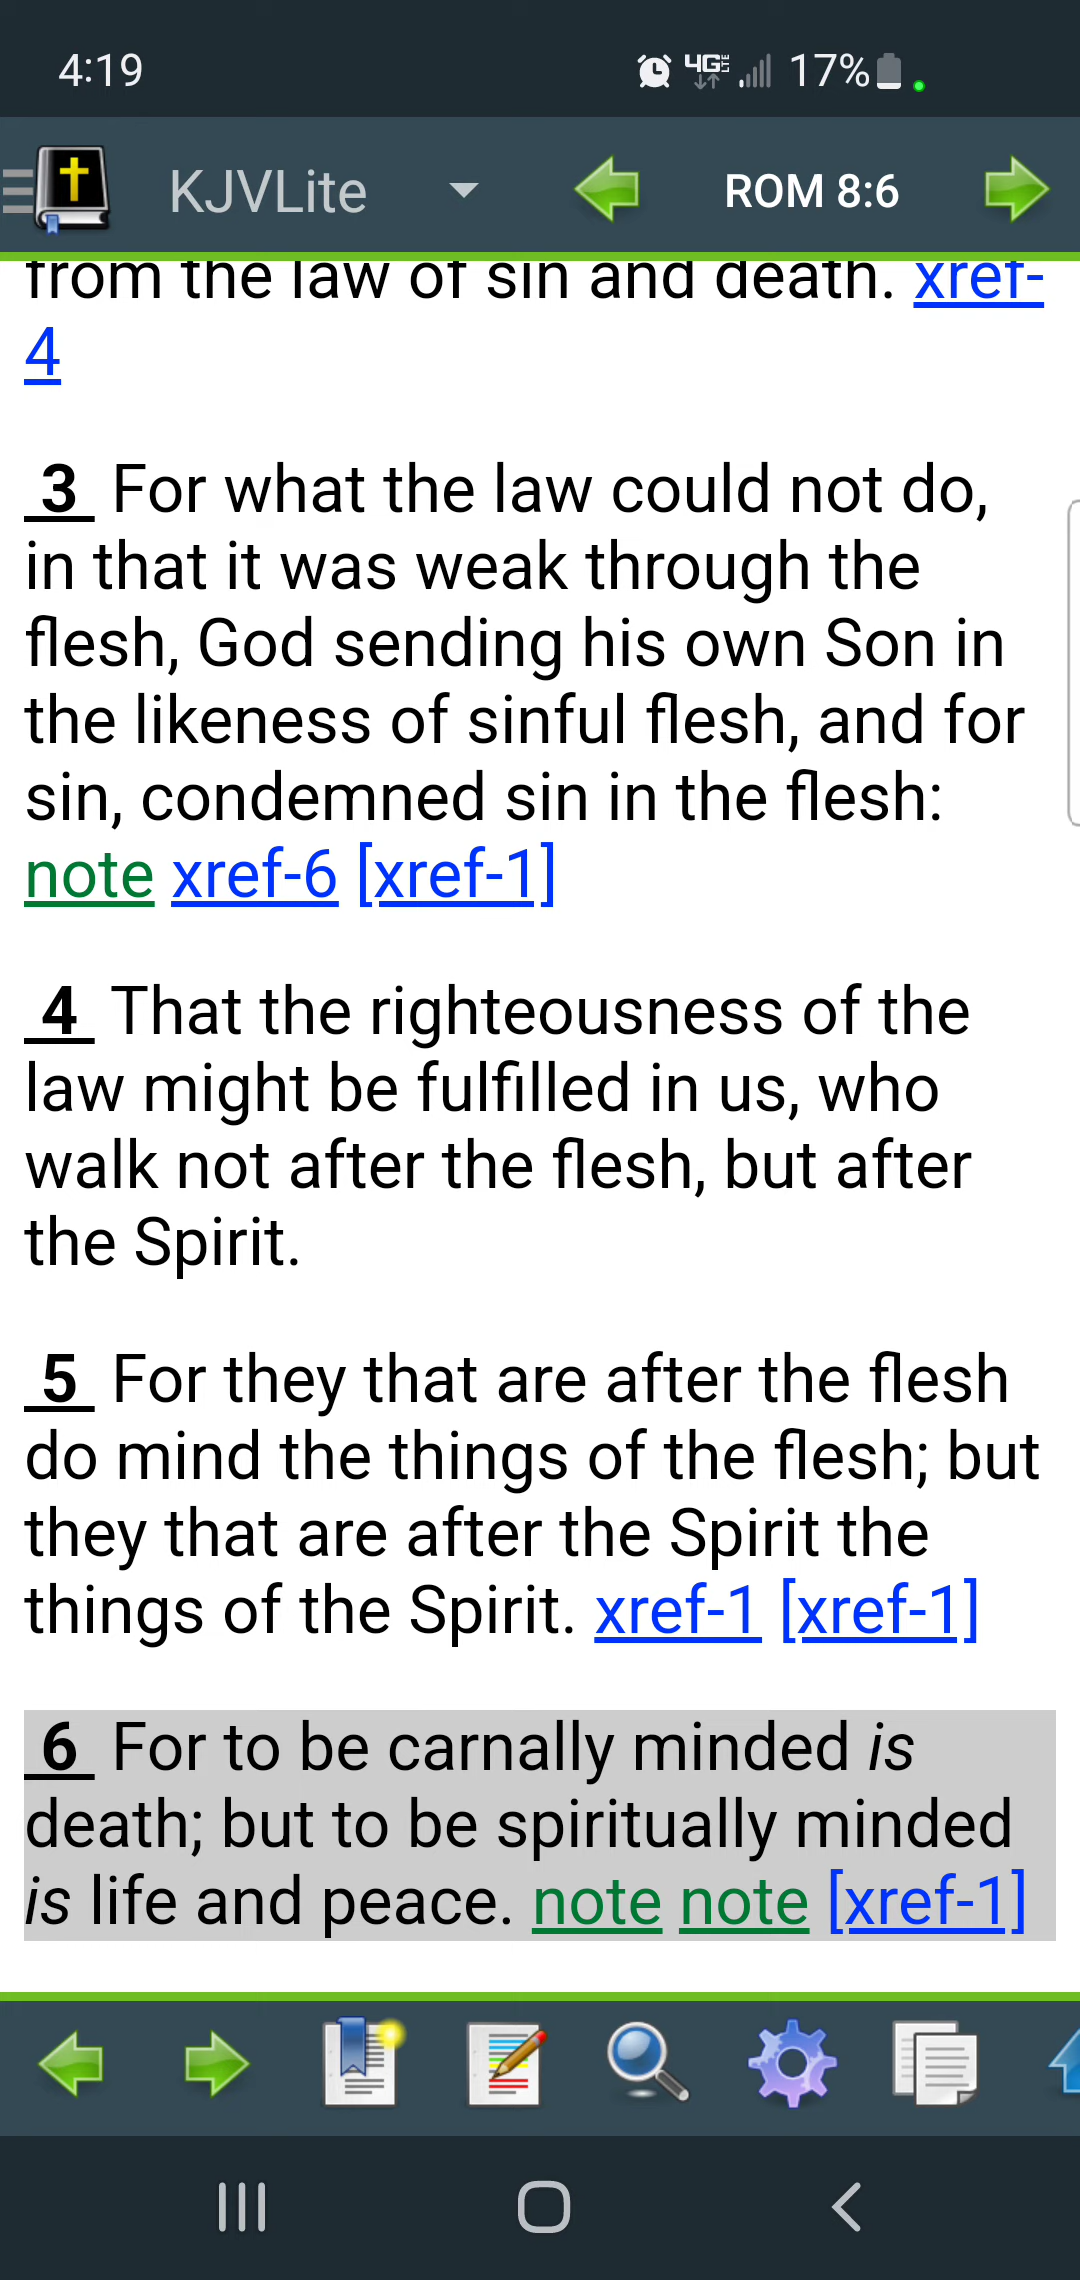 4:19
4G LTE 17%
KJVLite
ROM 8:6
from the law of sin and death. xref-
4
3 For what the law could not do,
in that it was weak through the
flesh, God sending his own Son in
the likeness of sinful flesh, and for
sin, condemned sin in the flesh:
note xref-6 [xref-1]
4 That the righteousness of the
law might be fulfilled in us, who
walk not after the flesh, but after
the Spirit.
5 For they that are after the flesh
do mind the things of the flesh; but
they that are after the Spirit the
things of the Spirit. xref-1 [xref-1]
6 For to be carnally minded is
death; but to be spiritually minded
is life and peace. note note [xref-1]